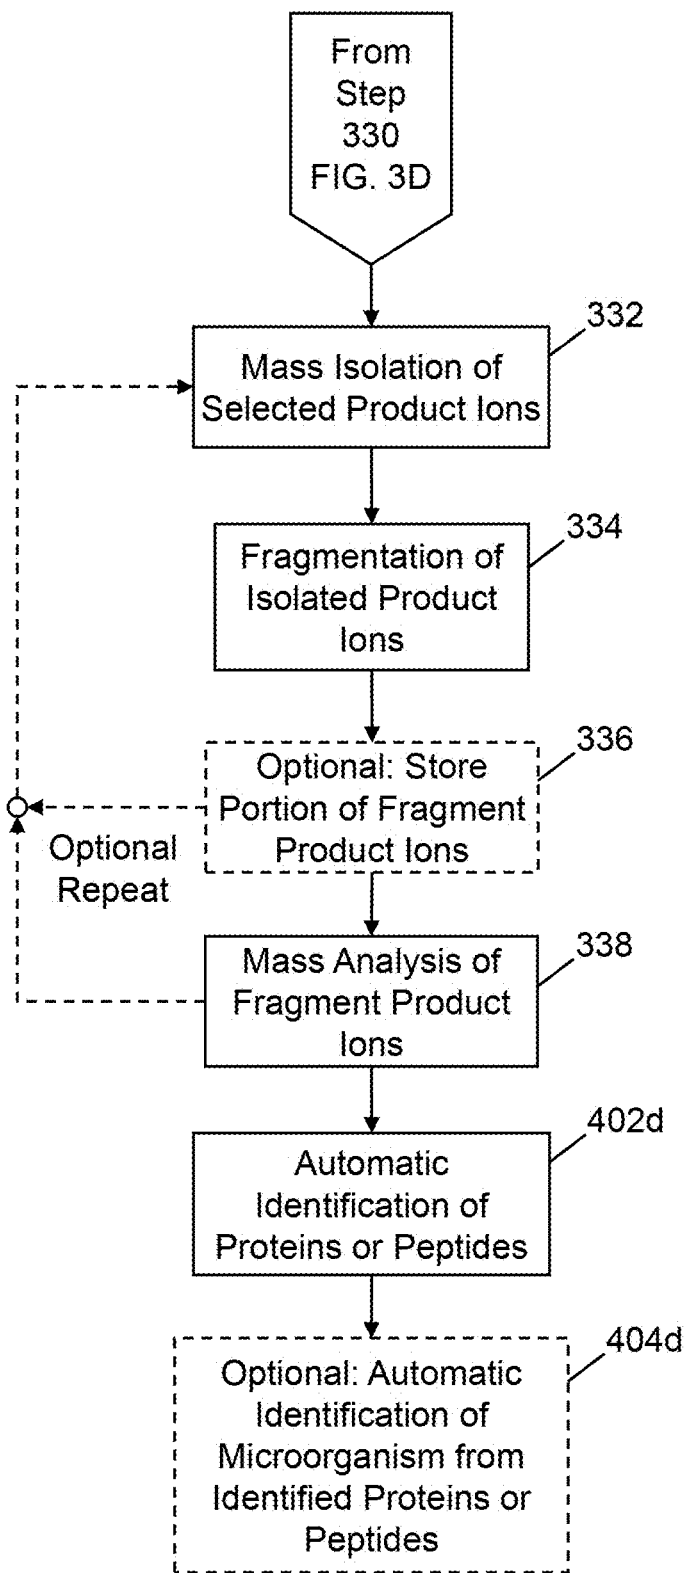 From
Step
330
FIG. 3D
332
Mass Isolation of
Selected Product Ions
334
Fragmentation of
Isolated Product
Ions
336
Optional: Store
Portion of Fragment
Product Ions
Optional
Repeat
338
Mass Analysis of
Fragment Product
Ions
402d
Automatic
Identification of
Proteins or Peptides
404d
Optional: Automatic
Identification of
Microorganism from
Identified Proteins or
Peptides